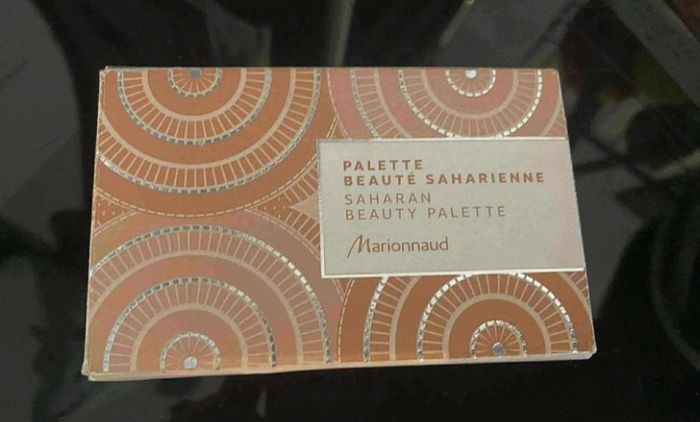 PALETTE
BEAUTÉ SAHARIENNE
SAHARAN
BEAUTY PALETTE
Marionnaud